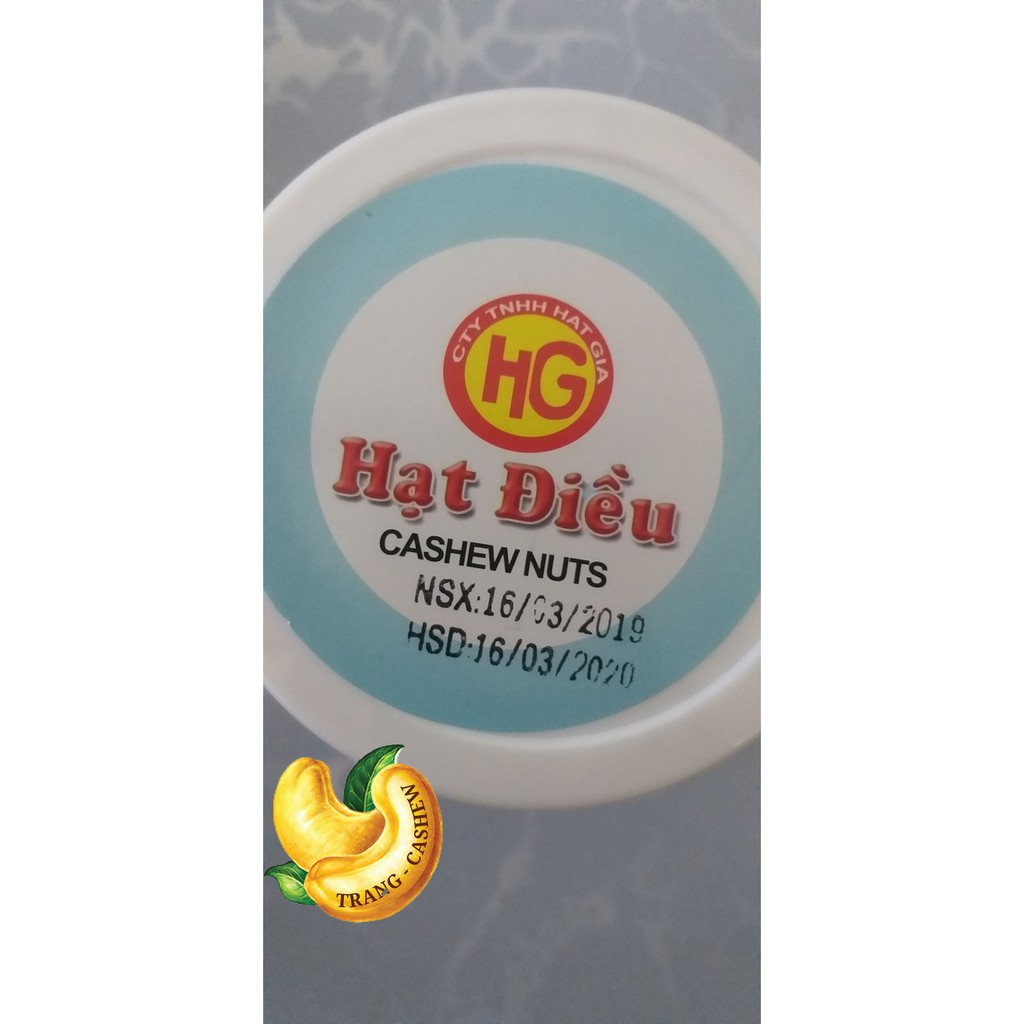 CTY TNHH HAT GIA
HG
Hạt Điều
CASHEW NUTS
NSX:16/03/2019
HSD:16/03/2020
TRANG - CASHEW